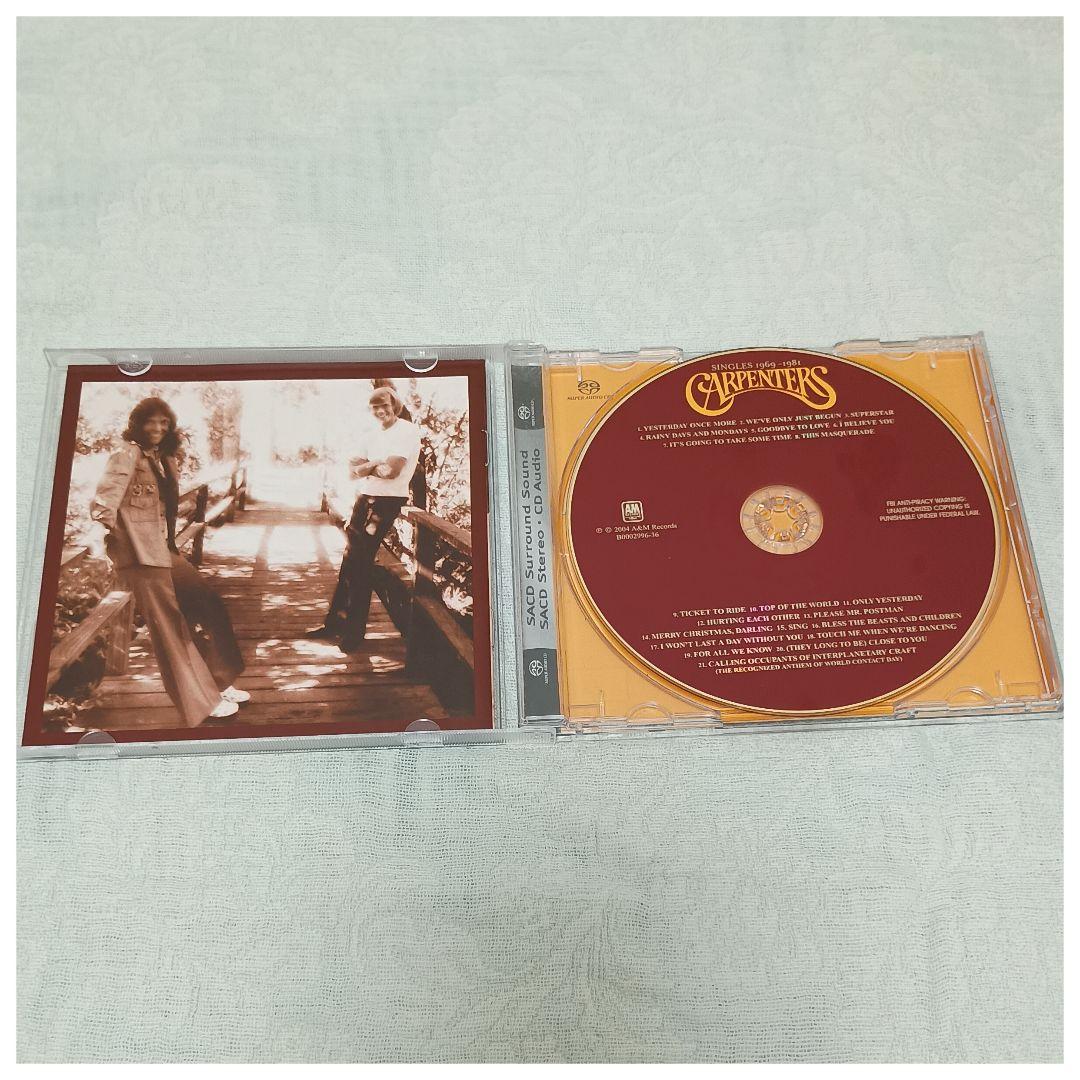 SACD Surround Sound
SACD Stereo • CD Audio
SUPER AUDIO CD
SINGLES 1969-1981
CARPENTERS
1. YESTERDAY ONCE MORE 2. WE'VE ONLY JUST BEGUN 3. SUPERSTAR
4. RAINY DAYS AND MONDAYS 5. GOODBYE TO LOVE 6. I BELIEVE YOU
7. IT'S GOING TO TAKE SOME TIME 8. THIS MASQUERADE
AM
RECORDS
℗ © 2004 A&M Records
B0002996-36
FBI ANTI-PIRACY WARNING:
UNAUTHORIZED COPYING IS
PUNISHABLE UNDER FEDERAL LAW.
9. TICKET TO RIDE 10. TOP OF THE WORLD 11. ONLY YESTERDAY
12. HURTING EACH OTHER 13. PLEASE MR. POSTMAN
14. MERRY CHRISTMAS, DARLING 15. SING 16. BLESS THE BEASTS AND CHILDREN
17. I WON'T LAST A DAY WITHOUT YOU 18. TOUCH ME WHEN WE'RE DANCING
19. FOR ALL WE KNOW 20. (THEY LONG TO BE) CLOSE TO YOU
21. CALLING OCCUPANTS OF INTERPLANETARY CRAFT
(THE RECOGNIZED ANTHEM OF WORLD CONTACT DAY)